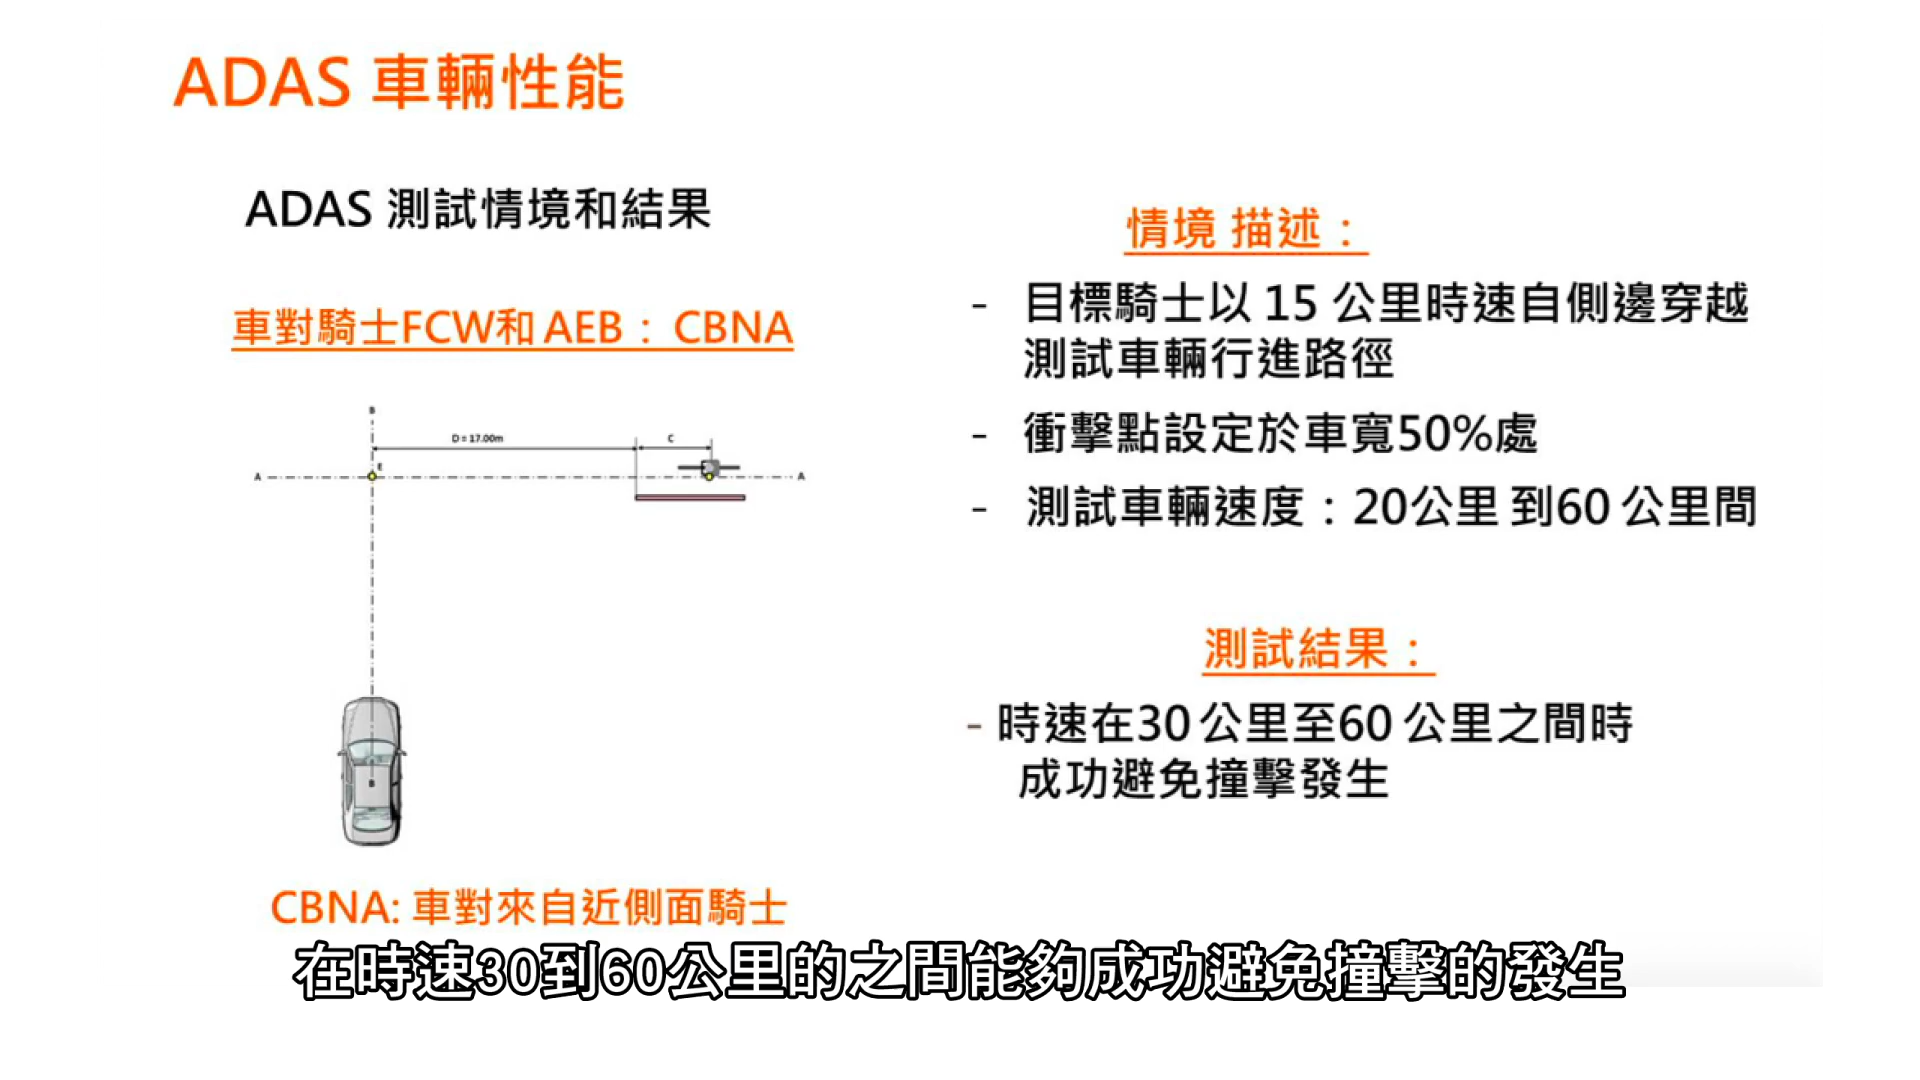 ADAS 車輛性能
ADAS 測試情境和結果
車對騎士FCW和 AEB： CBNA
B
D = 17.00m
C
E
A
A
B
CBNA: 車對來自近側面騎士
情境 描述：
- 目標騎士以 15 公里時速自側邊穿越
測試車輛行進路徑
- 衝擊點設定於車寬50%處
- 測試車輛速度：20公里 到60 公里間
測試結果：
- 時速在30 公里至60 公里之間時
成功避免撞擊發生
在時速30到60公里的之間能夠成功避免撞擊的發生